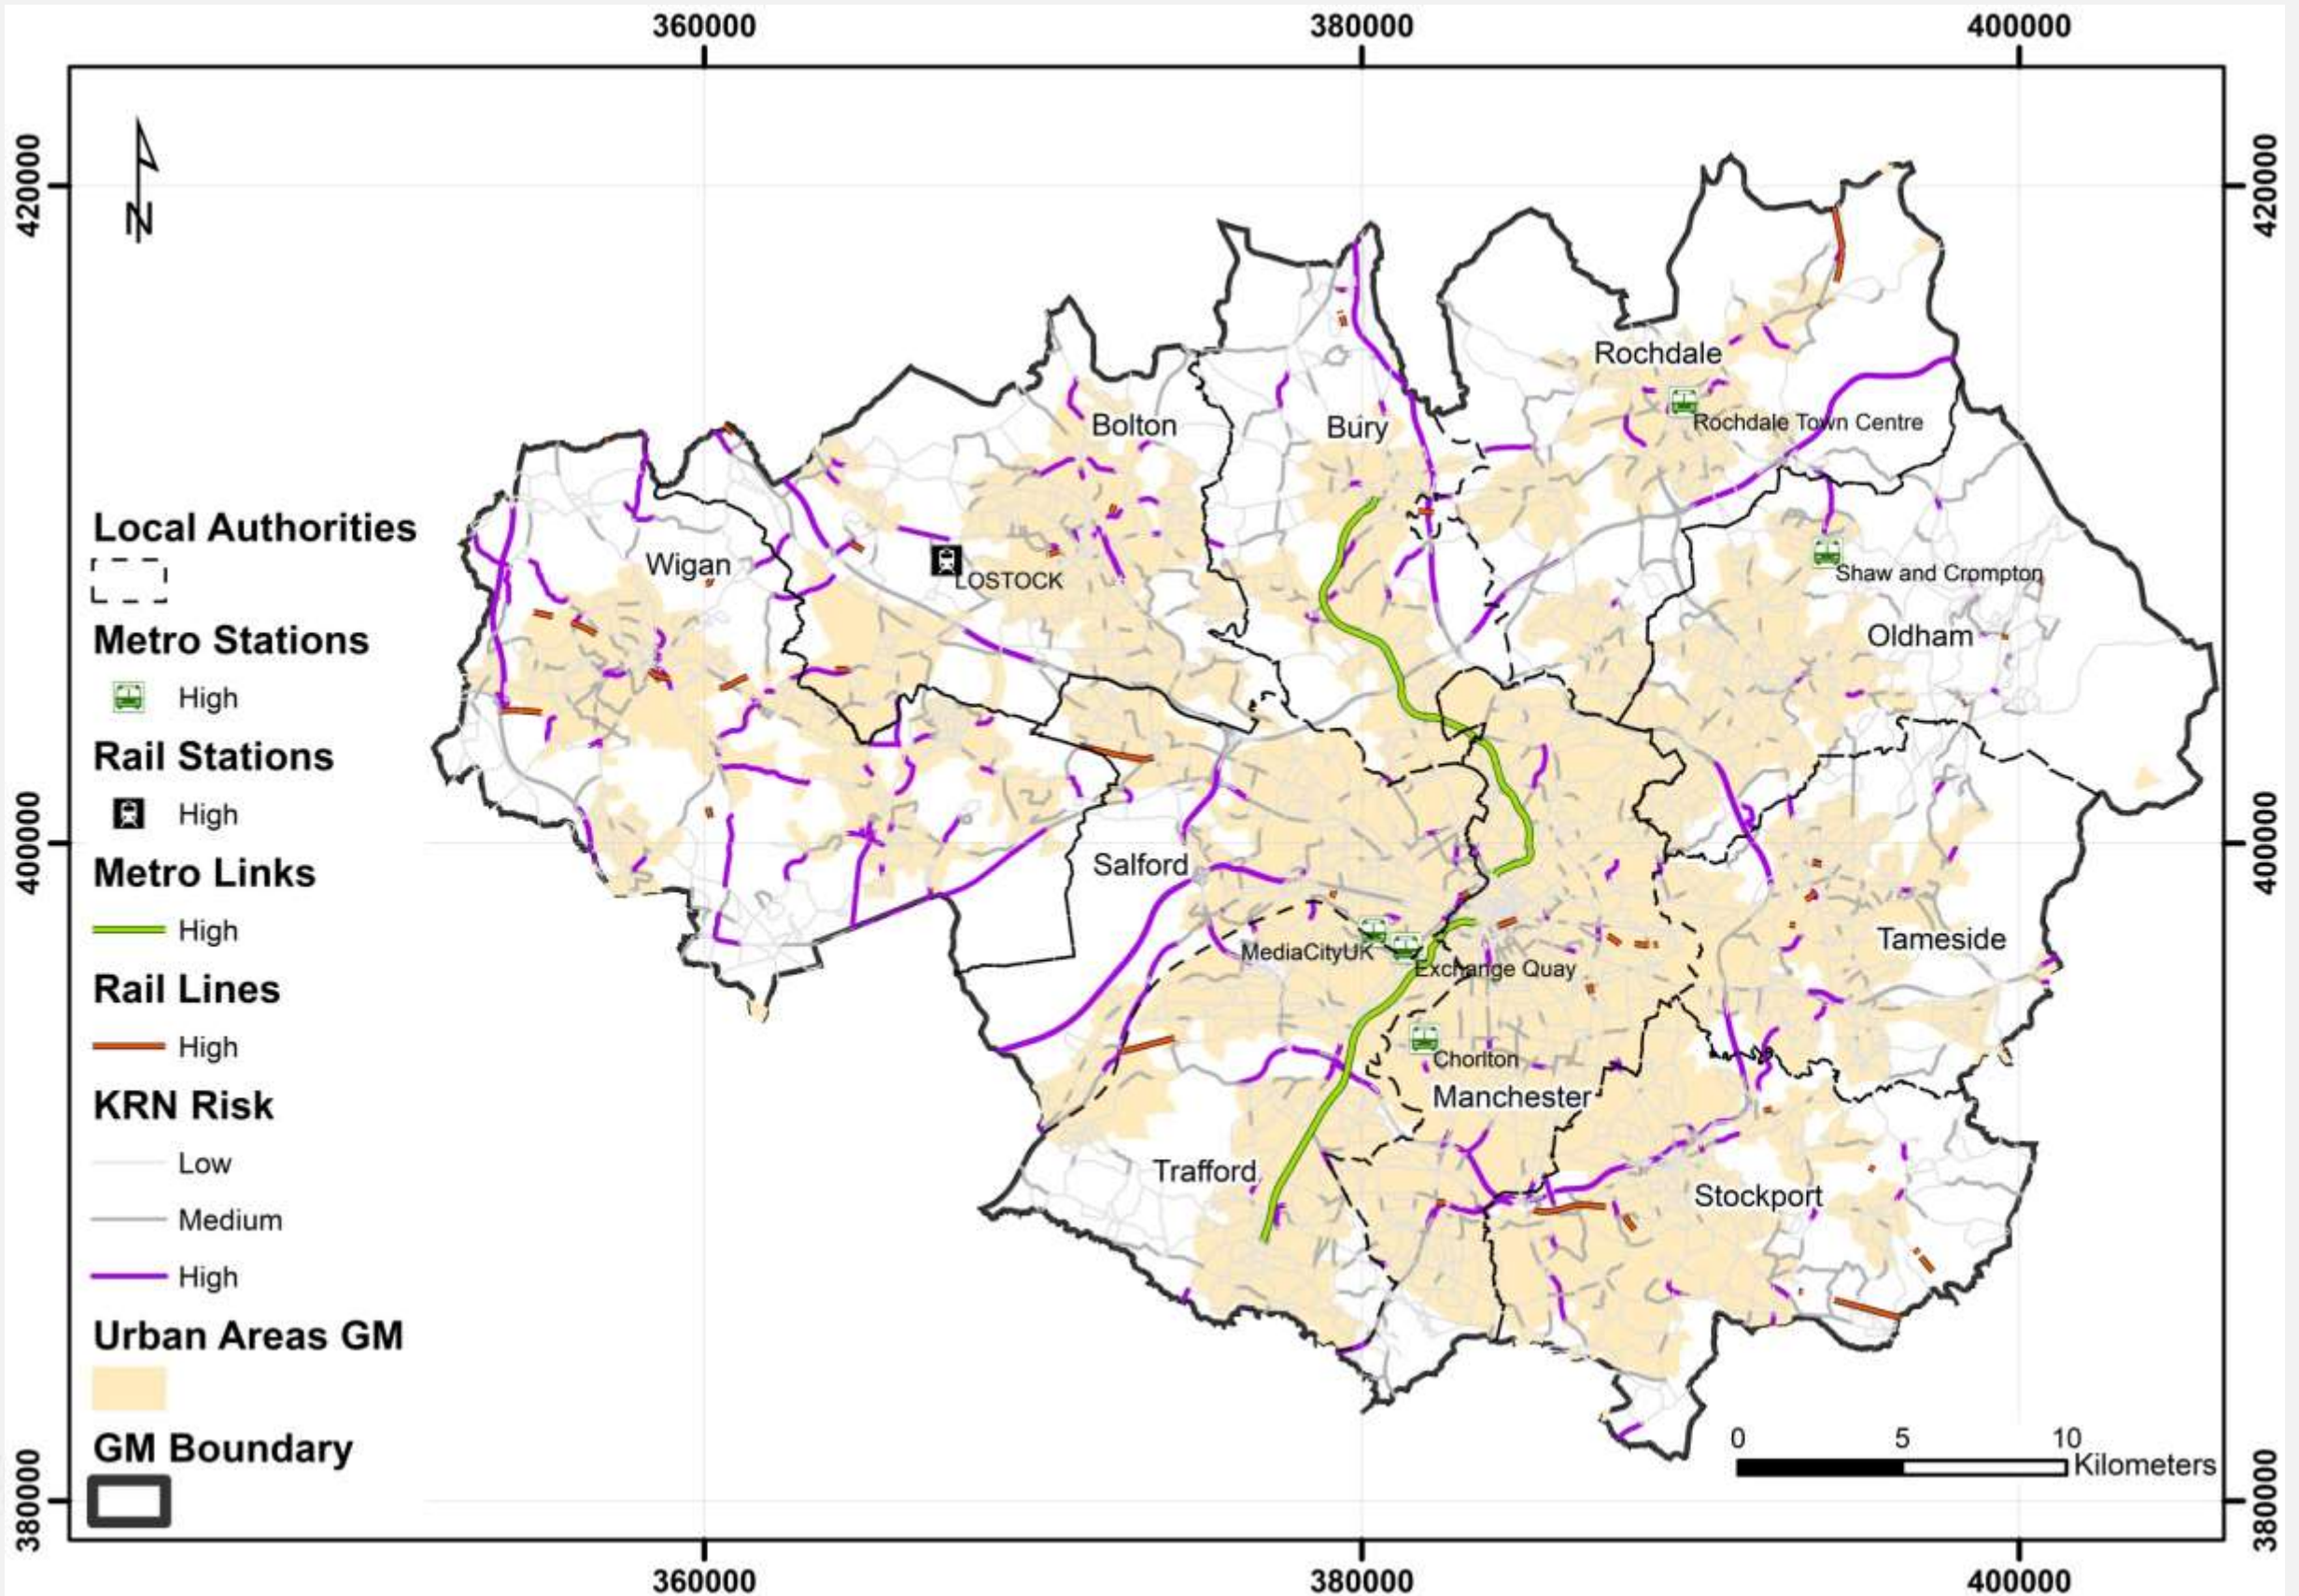 360000
380000
400000
420000
420000
N
Rochdale
Bolton
Bury
Rochdale Town Centre
Local Authorities
Wigan
LOSTOCK
Shaw and Crompton
Metro Stations
Oldham
High
Rail Stations
High
400000
400000
Metro Links
Salford
High
MediaCityUK
Exchange Quay
Tameside
Rail Lines
High
Chorlton
KRN Risk
Manchester
Low
Trafford
Stockport
Medium
High
Urban Areas GM
GM Boundary
0 5 10
Kilometers
380000
380000
360000
380000
400000